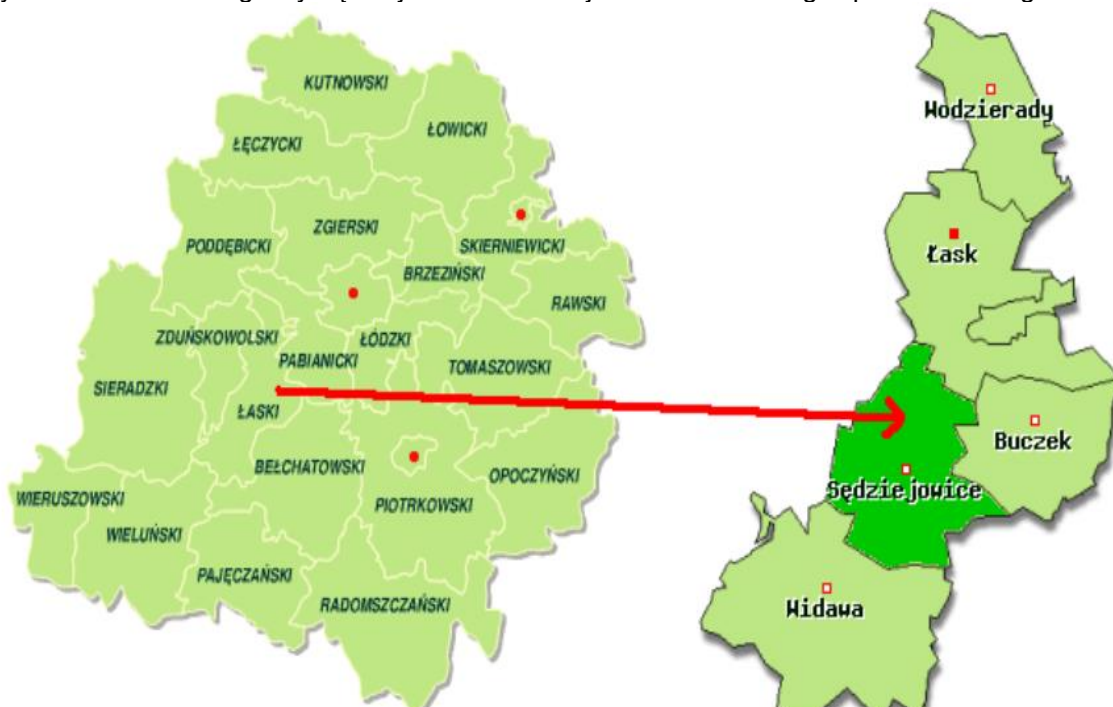 KUTNOWSKI
ŁOWICKI
ŁĘCZYCKI
ZGIERSKI
PODDĘBICKI
SKIERNIEWICKI
BRZEZIŃSKI
RAWSKI
ZDUŃSKOWOLSKI
ŁÓDZKI
PABIANICKI
TOMASZOWSKI
SIERADZKI
ŁASKI
BEŁCHATOWSKI
OPOCZYŃSKI
WIERUSZOWSKI
PIOTRKOWSKI
WIELUŃSKI
PAJĘCZAŃSKI
RADOMSZCZAŃSKI
Wodzierady
Łask
Buczek
Sędziejowice
Widawa